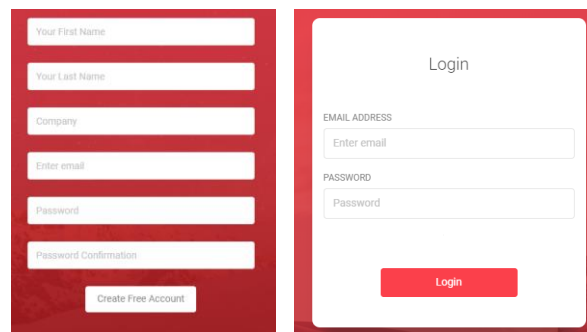 Your First Name
Your Last Name
Company
Enter email
Password
Password Confirmation
Create Free Account
Login
EMAIL ADDRESS
Enter email
PASSWORD
Password
Login